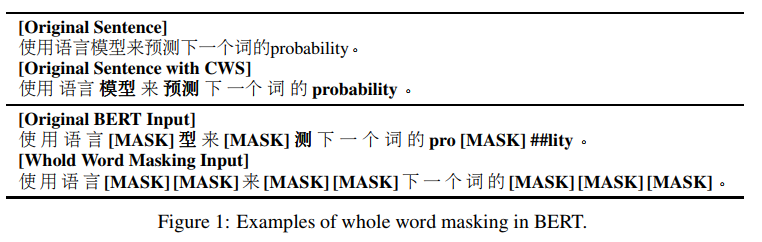 [Original Sentence]
使用语言模型来预测下一个词的probability。
[Original Sentence with CWS]
使用 语言 模型 来 预测 下 一个 词 的 probability 。
[Original BERT Input]
使 用 语 言 [MASK] 型 来 [MASK] 测 下 一 个 词 的 pro [MASK] ##lity 。
[Whold Word Masking Input]
使 用 语 言 [MASK] [MASK] 来 [MASK] [MASK] 下 一 个 词 的 [MASK] [MASK] [MASK] 。
Figure 1: Examples of whole word masking in BERT.